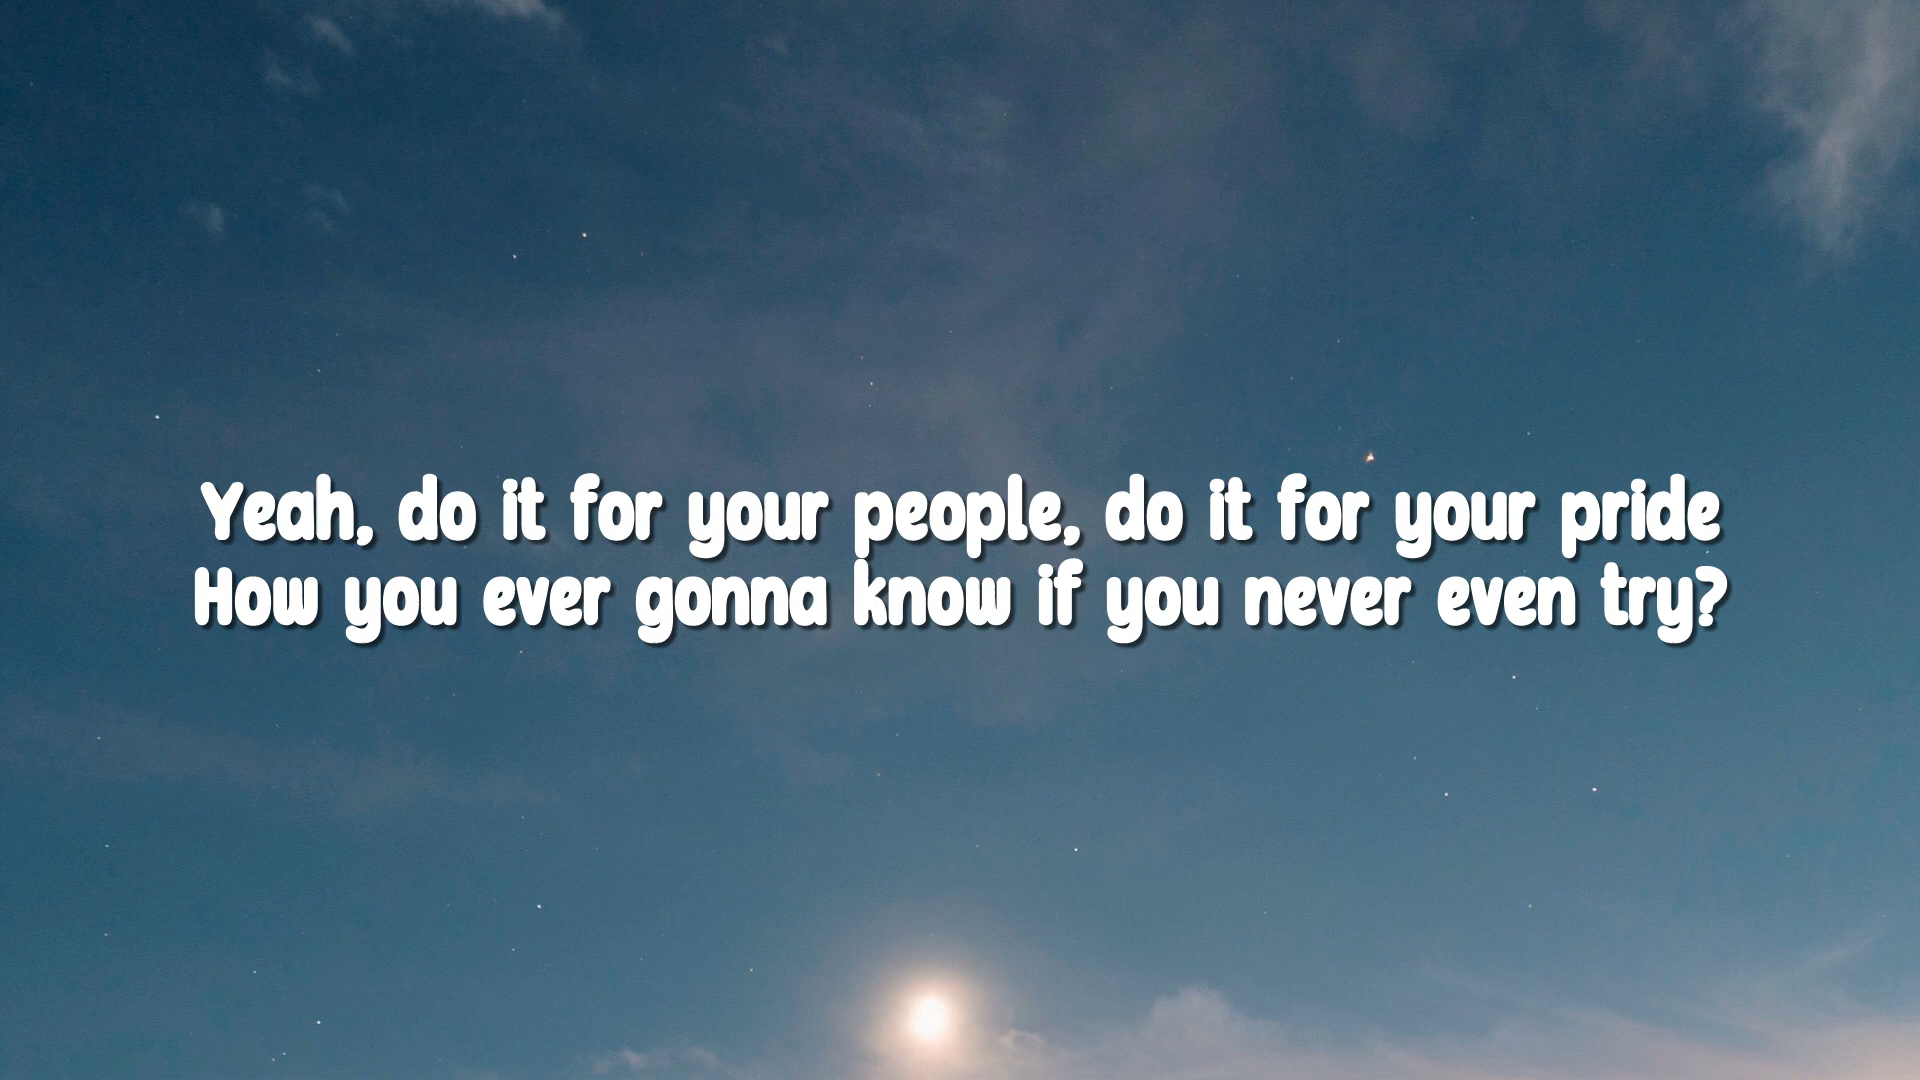 Yeah, do it for your people, do it for your pride
How you ever gonna know if you never even try?